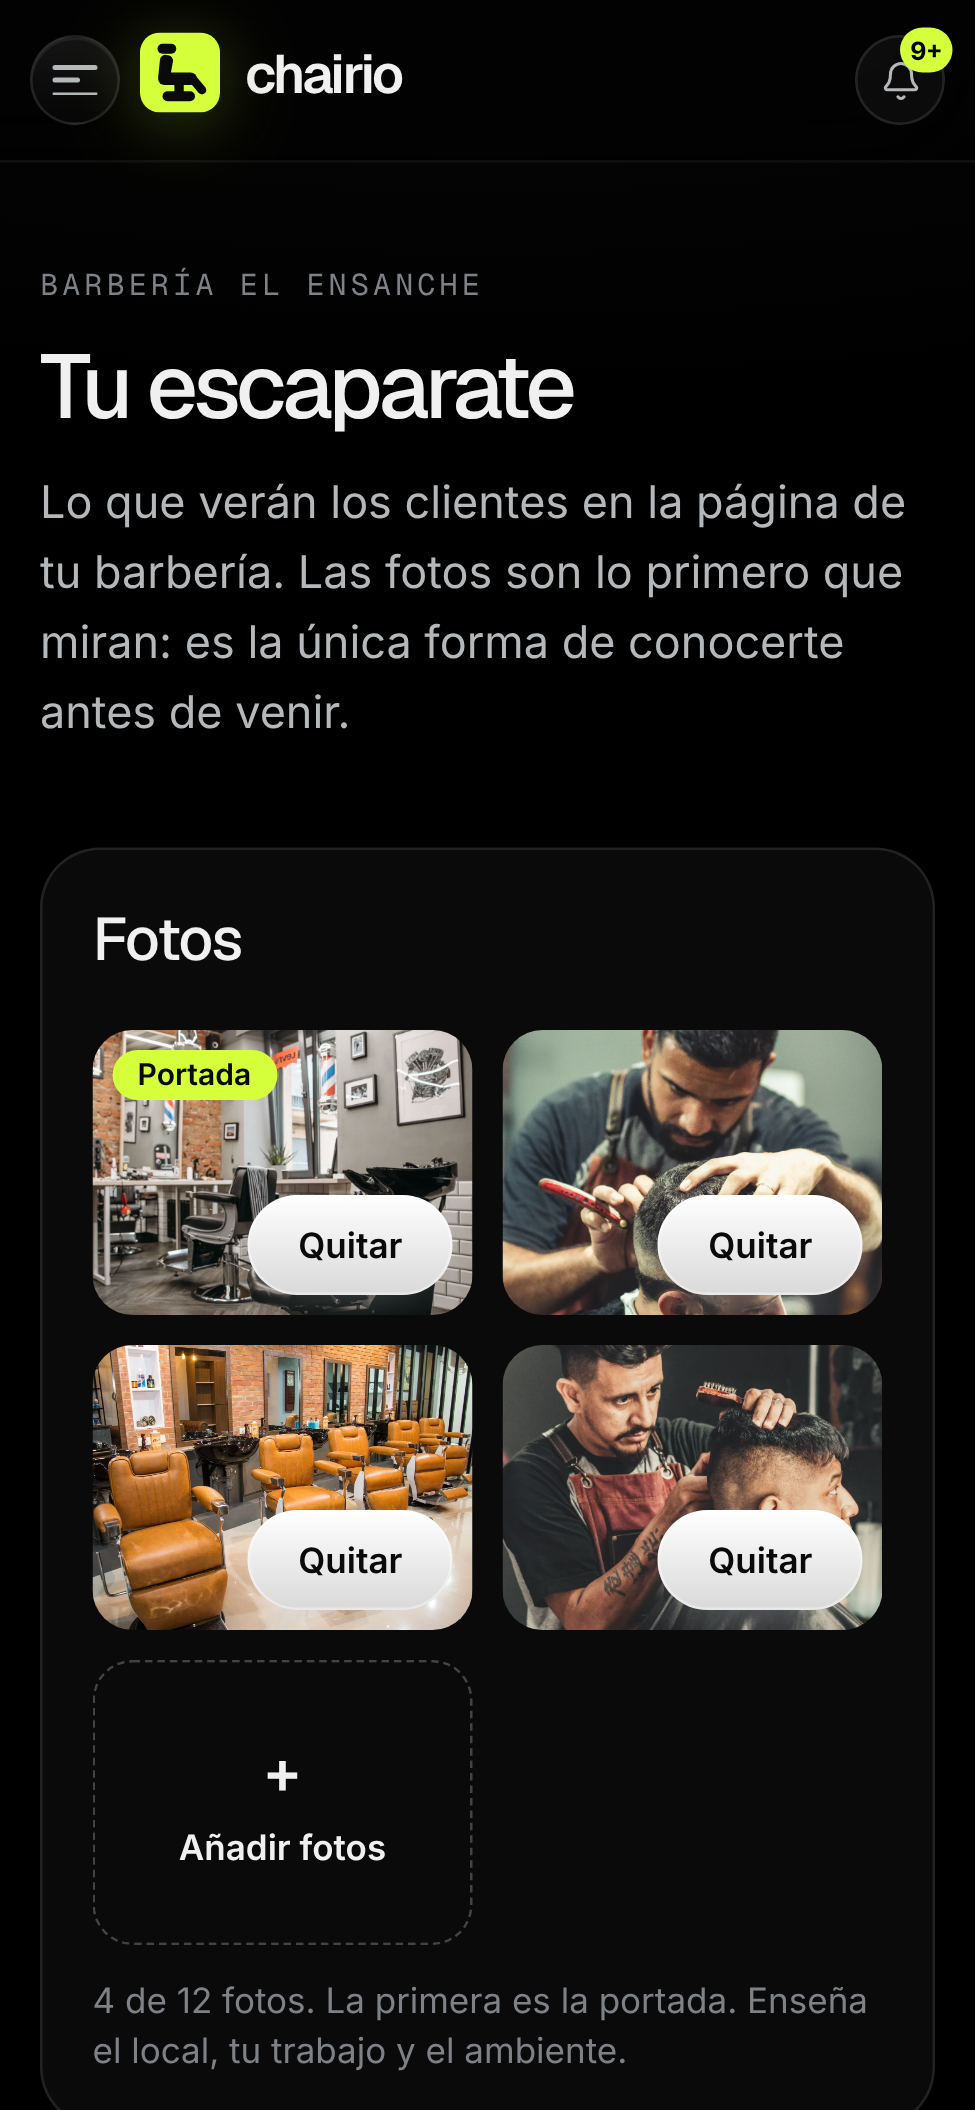 chairio
9+
BARBERÍA EL ENSANCHE
Tu escaparate
Lo que verán los clientes en la página de
tu barbería. Las fotos son lo primero que
miran: es la única forma de conocerte
antes de venir.
Fotos
Portada
Quitar
Quitar
Quitar
Quitar
+
Añadir fotos
4 de 12 fotos. La primera es la portada. Enseña
el local, tu trabajo y el ambiente.